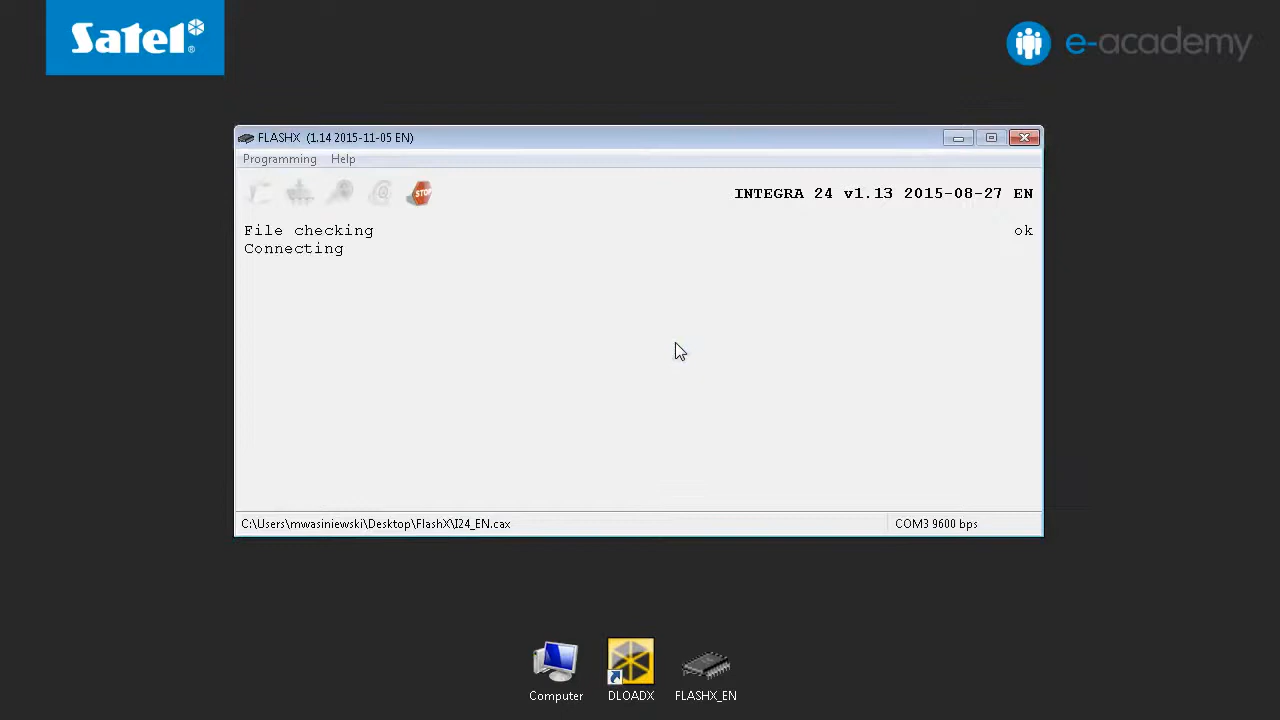 Satel®
e-academy
FLASHX (1.14 2015-11-05 EN)
Programming Help
STOP
INTEGRA 24 v1.13 2015-08-27 EN
File checking ok
Connecting
C:\Users\mwasiniewski\Desktop\FlashX\I24_EN.cax COM3 9600 bps
Computer DLOADX FLASHX_EN